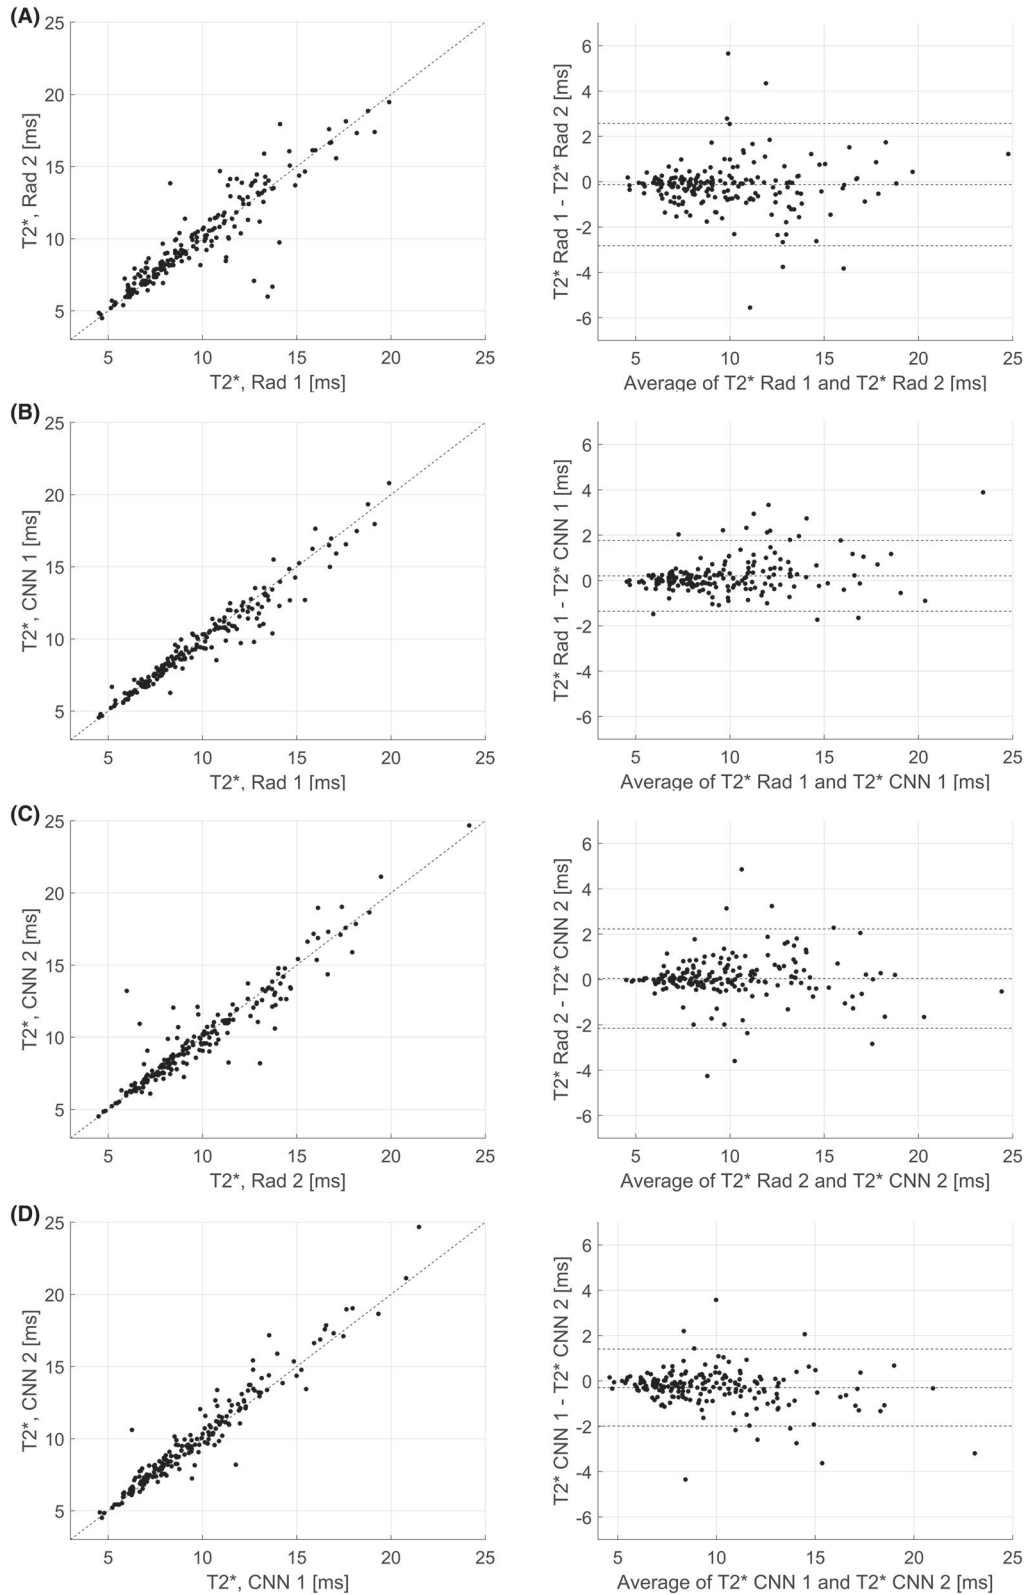 (A)
25
20
15
10
5
T2*, Rad 2 [ms]
5 10 15 20 25
T2*, Rad 1 [ms]
6
4
2
0
-2
-4
-6
T2* Rad 1 - T2* Rad 2 [ms]
5 10 15 20 25
Average of T2* Rad 1 and T2* Rad 2 [ms]
(B)
25
20
15
10
5
T2*, CNN 1 [ms]
5 10 15 20 25
T2*, Rad 1 [ms]
6
4
2
0
-2
-4
-6
T2* Rad 1 - T2* CNN 1 [ms]
5 10 15 20 25
Average of T2* Rad 1 and T2* CNN 1 [ms]
(C)
25
20
15
10
5
T2*, CNN 2 [ms]
5 10 15 20 25
T2*, Rad 2 [ms]
6
4
2
0
-2
-4
-6
T2* Rad 2 - T2* CNN 2 [ms]
5 10 15 20 25
Average of T2* Rad 2 and T2* CNN 2 [ms]
(D)
25
20
15
10
5
T2*, CNN 2 [ms]
5 10 15 20 25
T2*, CNN 1 [ms]
6
4
2
0
-2
-4
-6
T2* CNN 1 - T2* CNN 2 [ms]
5 10 15 20 25
Average of T2* CNN 1 and T2* CNN 2 [ms]